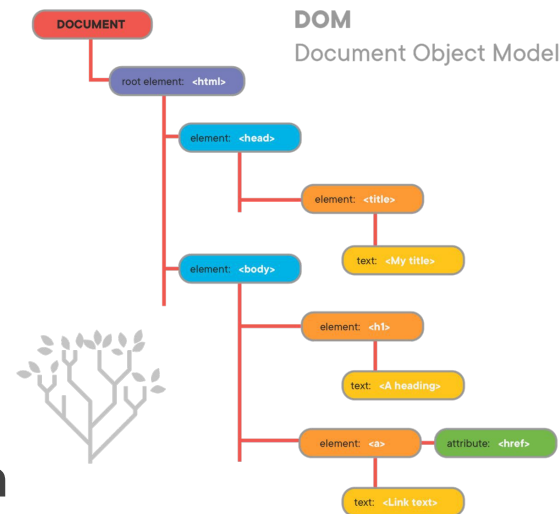 DOCUMENT
DOM
Document Object Model
root element: <html>
element: <head>
element: <title>
text: <My title>
element: <body>
element: <h1>
text: <A heading>
element: <a>
attribute: <href>
text: <Link text>